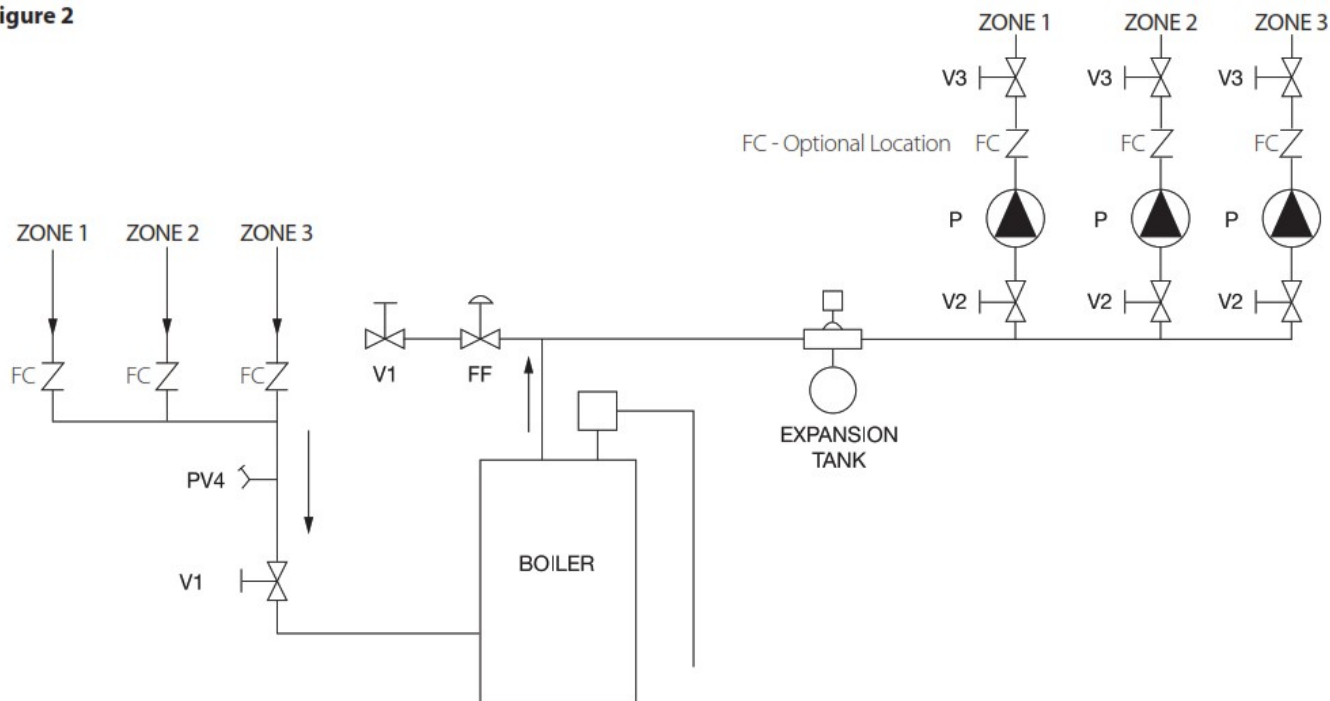 igure 2
ZONE 1 ZONE 2 ZONE 3
V3 V3 V3
FC - Optional Location FC FC FC
P P P
ZONE 1 ZONE 2 ZONE 3
V2 V2 V2
FC FC FC
V1 FF
EXPANSION
TANK
PV4
BOILER
V1